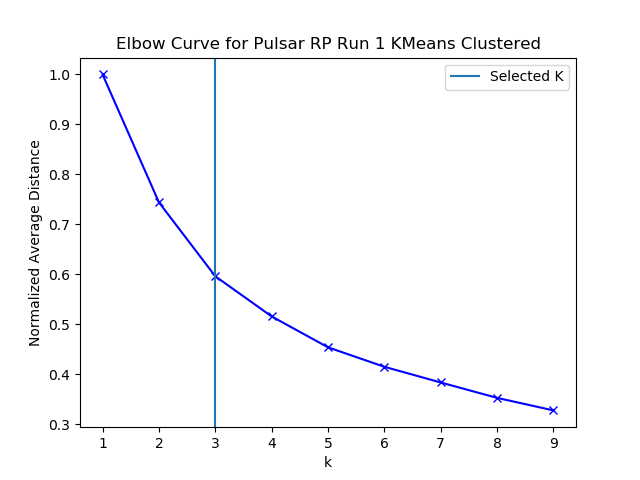 Elbow Curve for Pulsar RP Run 1 KMeans Clustered
Selected K
Normalized Average Distance
1.0
0.9
0.8
0.7
0.6
0.5
0.4
0.3
1 2 3 4 5 6 7 8 9
k